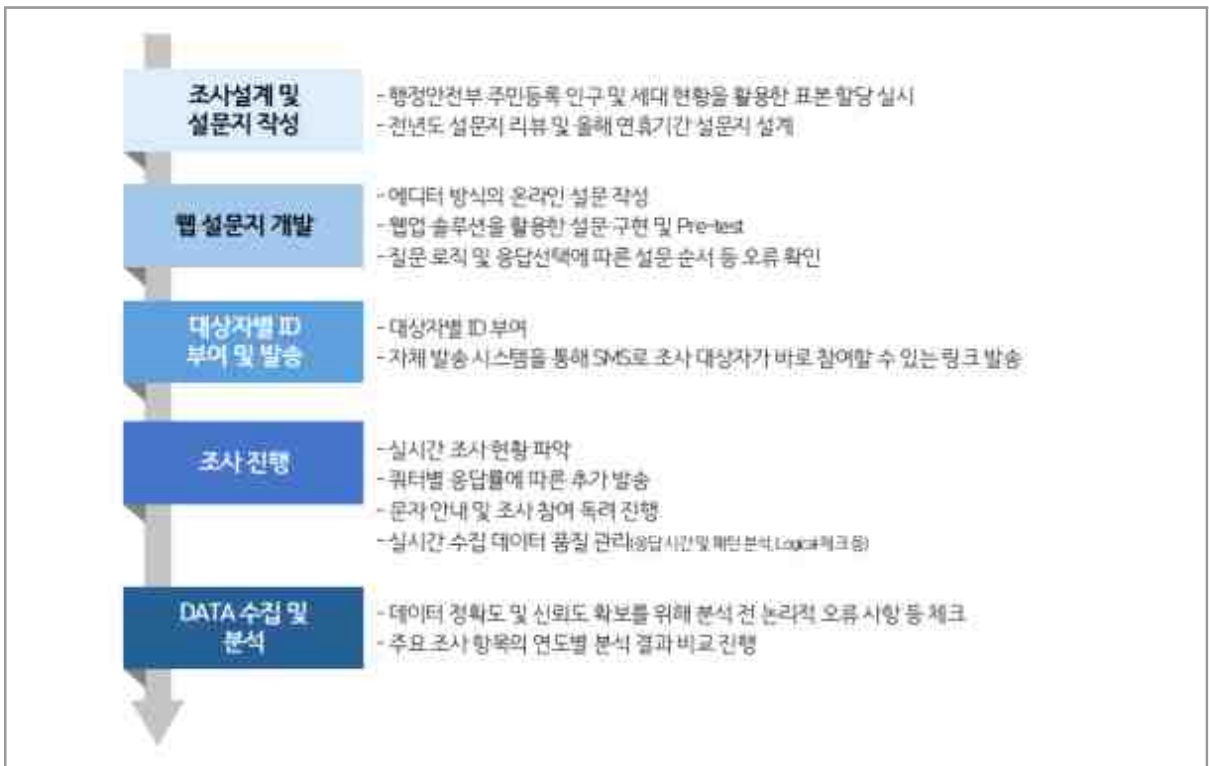 조사설계 및
설문지 작성
- 행정안전부 주민등록 인구 및 세대 현황을 활용한 표본 할당 실시
- 전년도 설문지 리뷰 및 올해 연휴기간 설문지 설계
웹 설문지 개발
- 에디터 방식의 온라인 설문 작성
- 웹업 솔루션을 활용한 설문 구현 및 Pre-test
- 질문 로직 및 응답선택에 따른 설문 순서 등 오류 확인
대상자별 ID
부여 및 발송
- 대상자별 ID 부여
- 자체 발송 시스템을 통해 SMS로 조사 대상자가 바로 참여할 수 있는 링크 발송
조사 진행
- 실시간 조사 현황 파악
- 쿼터별 응답률에 따른 추가 발송
- 문자 안내 및 조사 참여 독려 진행
- 실시간 수집 데이터 품질 관리(응답 시간 및 패턴 분석, Logical 체크 등)
DATA 수집 및
분석
- 데이터 정확도 및 신뢰도 확보를 위해 분석 전 논리적 오류 사항 등 체크
- 주요 조사 항목의 연도별 분석 결과 비교 진행